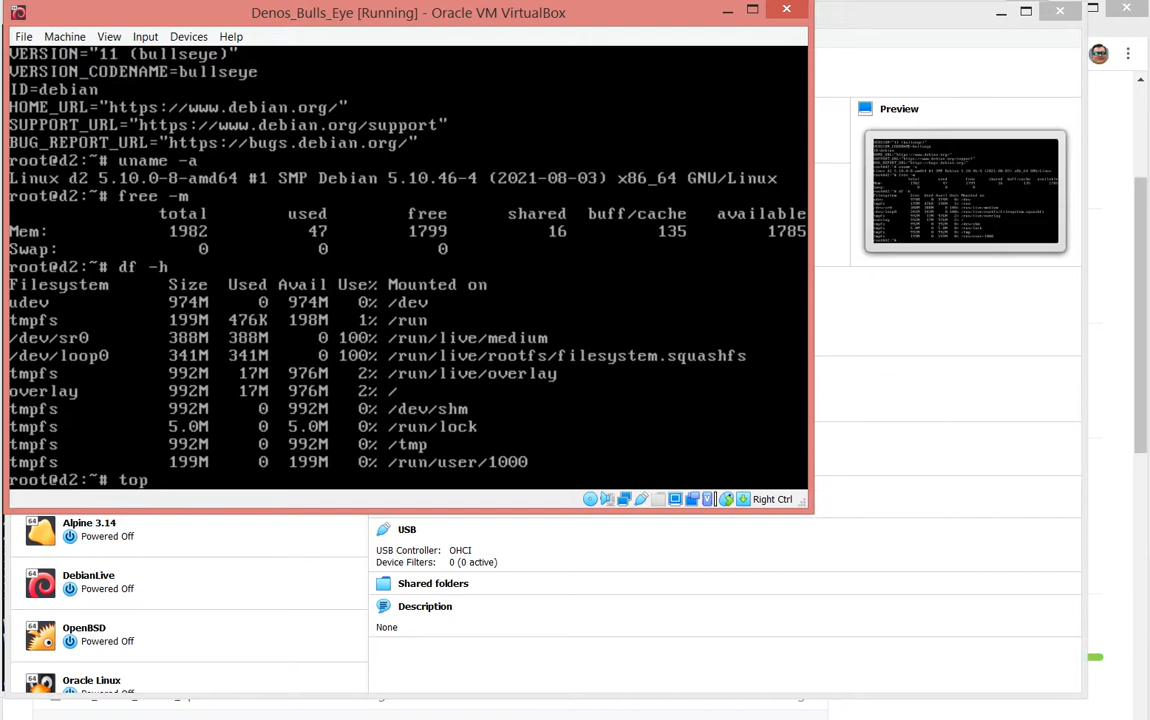 Denos_Bulls_Eye [Running] - Oracle VM VirtualBox
File Machine View Input Devices Help
VERSION="11 (bullseye)"
VERSION_CODENAME=bullseye
ID=debian
HOME_URL="https://www.debian.org/"
SUPPORT_URL="https://www.debian.org/support"
BUG_REPORT_URL="https://bugs.debian.org/"
root@d2:~# uname -a
Linux d2 5.10.0-8-amd64 #1 SMP Debian 5.10.46-4 (2021-08-03) x86_64 GNU/Linux
root@d2:~# free -m
total used free shared buff/cache available
Mem: 1982 47 1799 16 135 1785
Swap: 0 0 0
root@d2:~# df -h
Filesystem Size Used Avail Use% Mounted on
udev 974M 0 974M 0% /dev
tmpfs 199M 476K 198M 1% /run
/dev/sr0 388M 388M 0 100% /run/live/medium
/dev/loop0 341M 341M 0 100% /run/live/rootfs/filesystem.squashfs
tmpfs 992M 17M 976M 2% /run/live/overlay
overlay 992M 17M 976M 2% /
tmpfs 992M 0 992M 0% /dev/shm
tmpfs 5.0M 0 5.0M 0% /run/lock
tmpfs 992M 0 992M 0% /tmp
tmpfs 199M 0 199M 0% /run/user/1000
root@d2:~# top
Right Ctrl
Preview
64 Alpine 3.14
Powered Off
64 DebianLive
Powered Off
64 OpenBSD
Powered Off
64 Oracle Linux
Powered Off
USB
USB Controller: OHCI
Device Filters: 0 (0 active)
Shared folders
Description
None